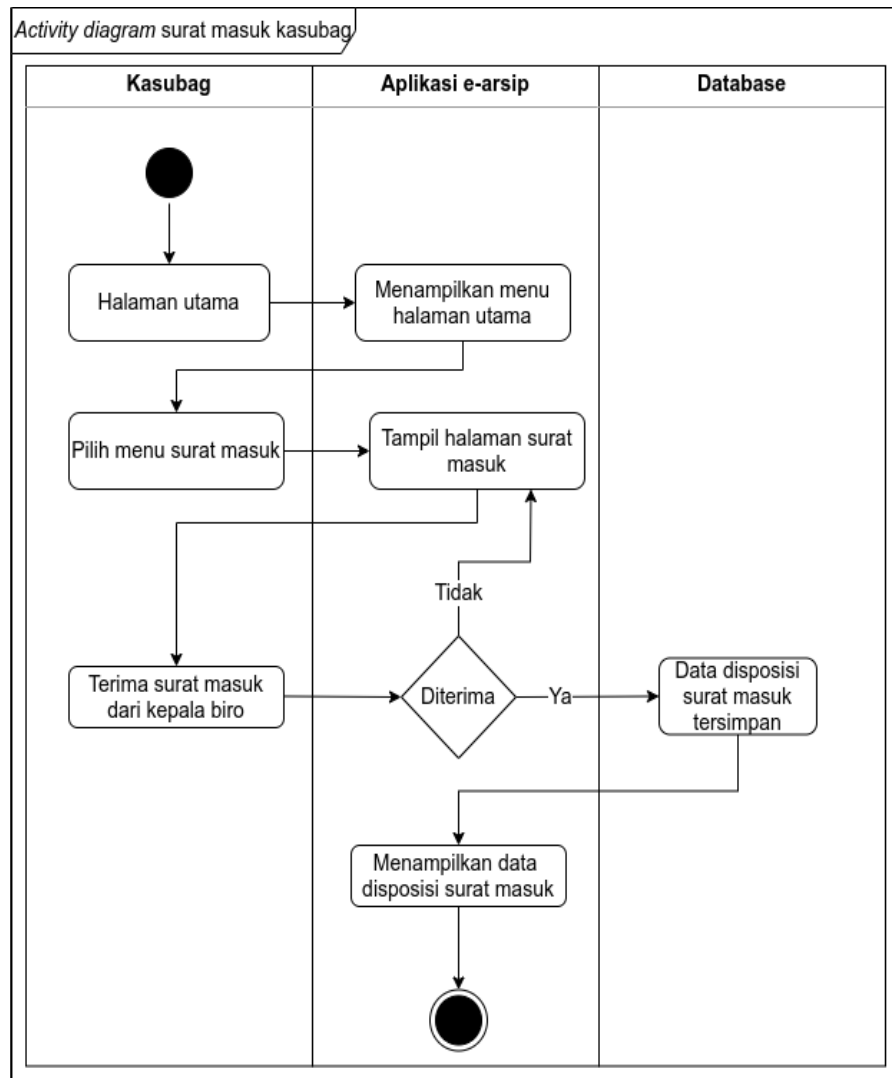 Activity diagram surat masuk kasubag
Kasubag
Aplikasi e-arsip
Database
Halaman utama
Menampilkan menu
halaman utama
Pilih menu surat masuk
Tampil halaman surat
masuk
Tidak
Terima surat masuk
dari kepala biro
Diterima
Ya
Data disposisi
surat masuk
tersimpan
Menampilkan data
disposisi surat masuk